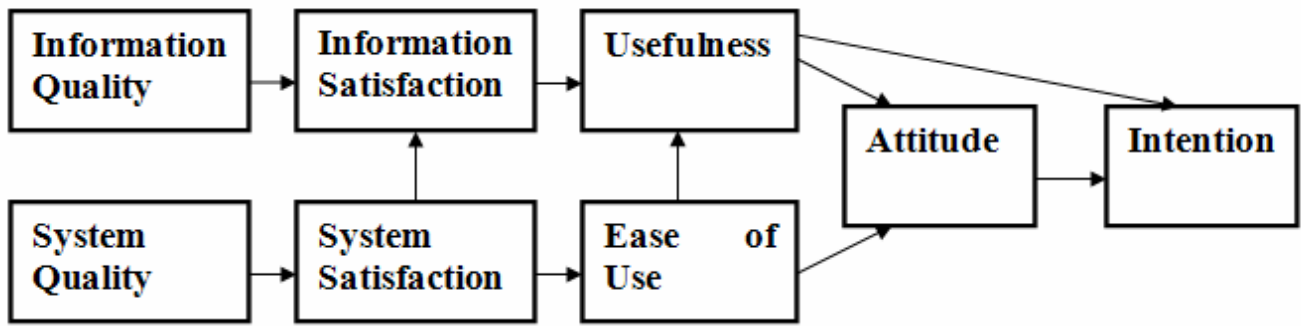 Information
Quality
Information
Satisfaction
Usefulness
Attitude
Intention
System
Quality
System
Satisfaction
Ease of
Use